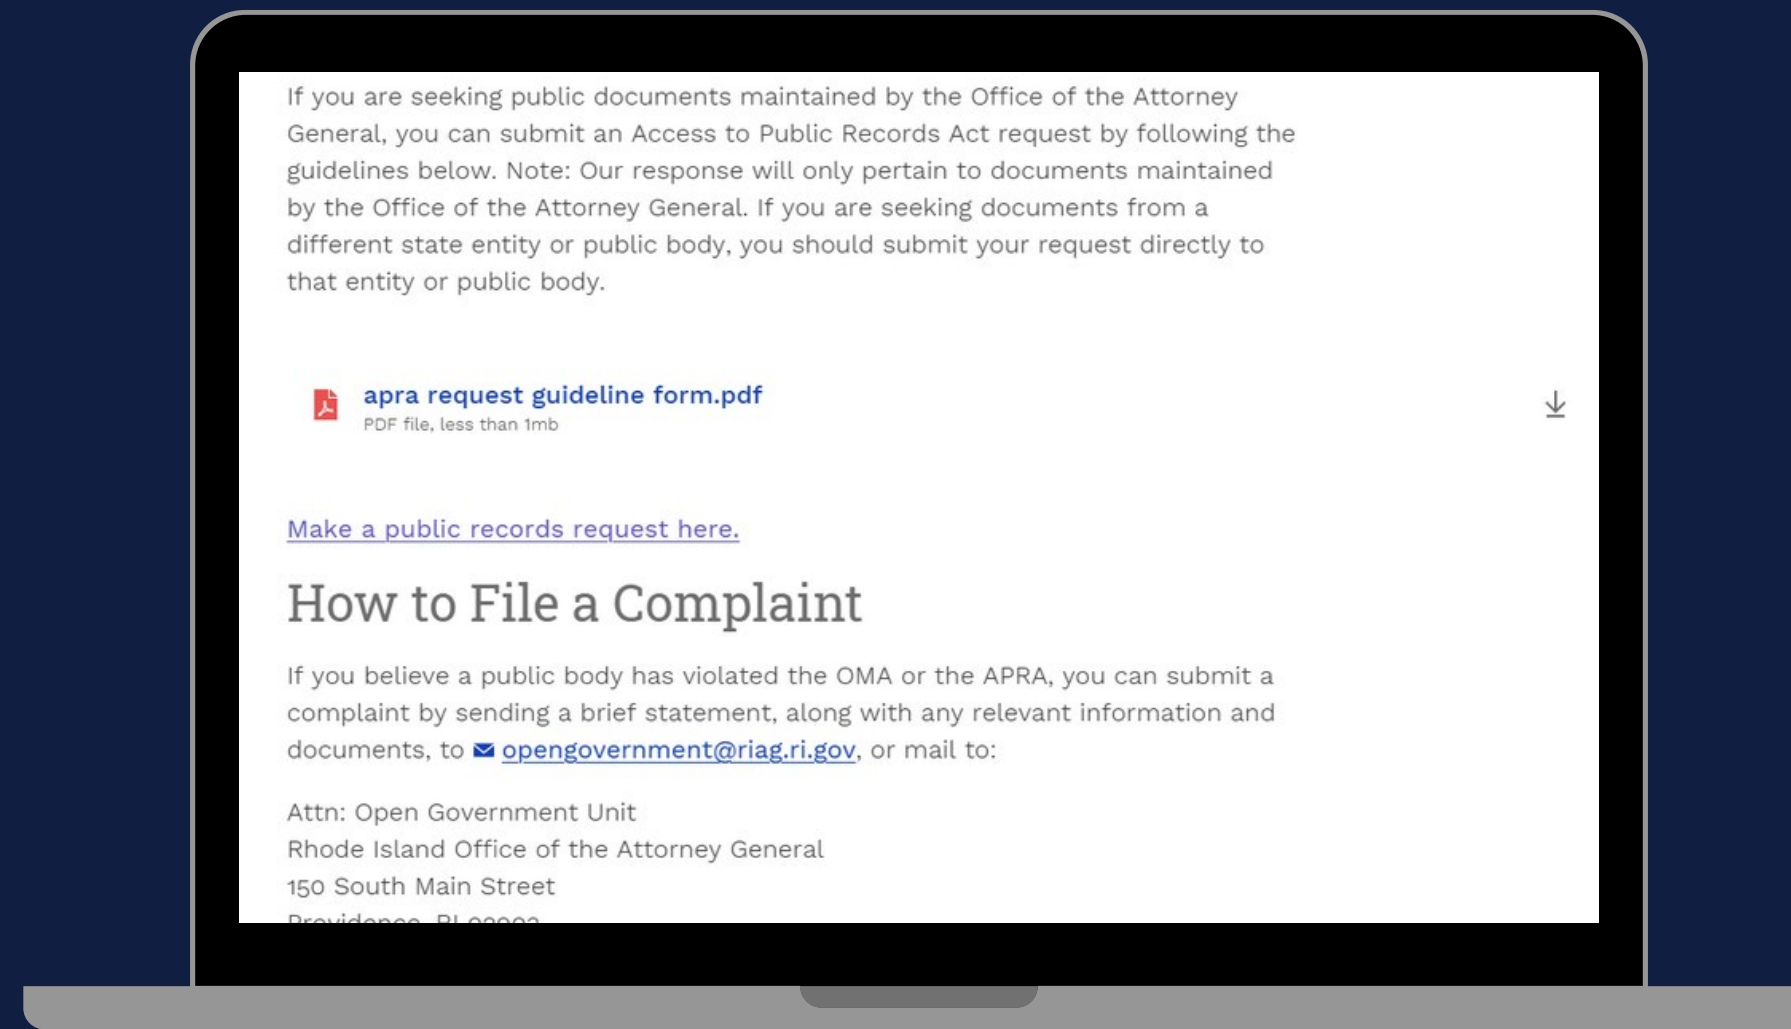 If you are seeking public documents maintained by the Office of the Attorney
General, you can submit an Access to Public Records Act request by following the
guidelines below. Note: Our response will only pertain to documents maintained
by the Office of the Attorney General. If you are seeking documents from a
different state entity or public body, you should submit your request directly to
that entity or public body.
apra request guideline form.pdf
PDF file, less than 1mb
Make a public records request here.
How to File a Complaint
If you believe a public body has violated the OMA or the APRA, you can submit a
complaint by sending a brief statement, along with any relevant information and
documents, to opengovernment@riag.ri.gov, or mail to:
Attn: Open Government Unit
Rhode Island Office of the Attorney General
150 South Main Street
Providence, RI